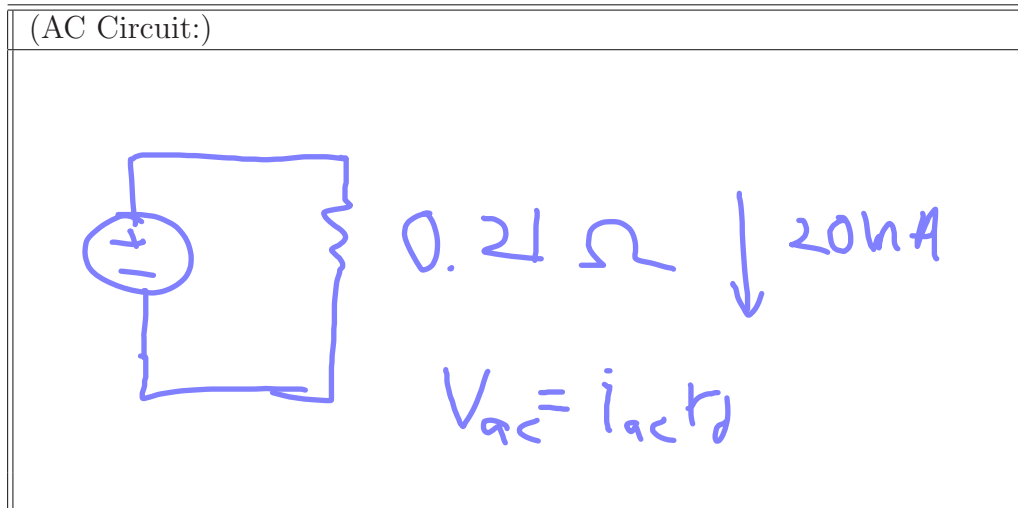 (AC Circuit:)
+
−
0.21 Ω ↓ 20mA
Vac = iac rd